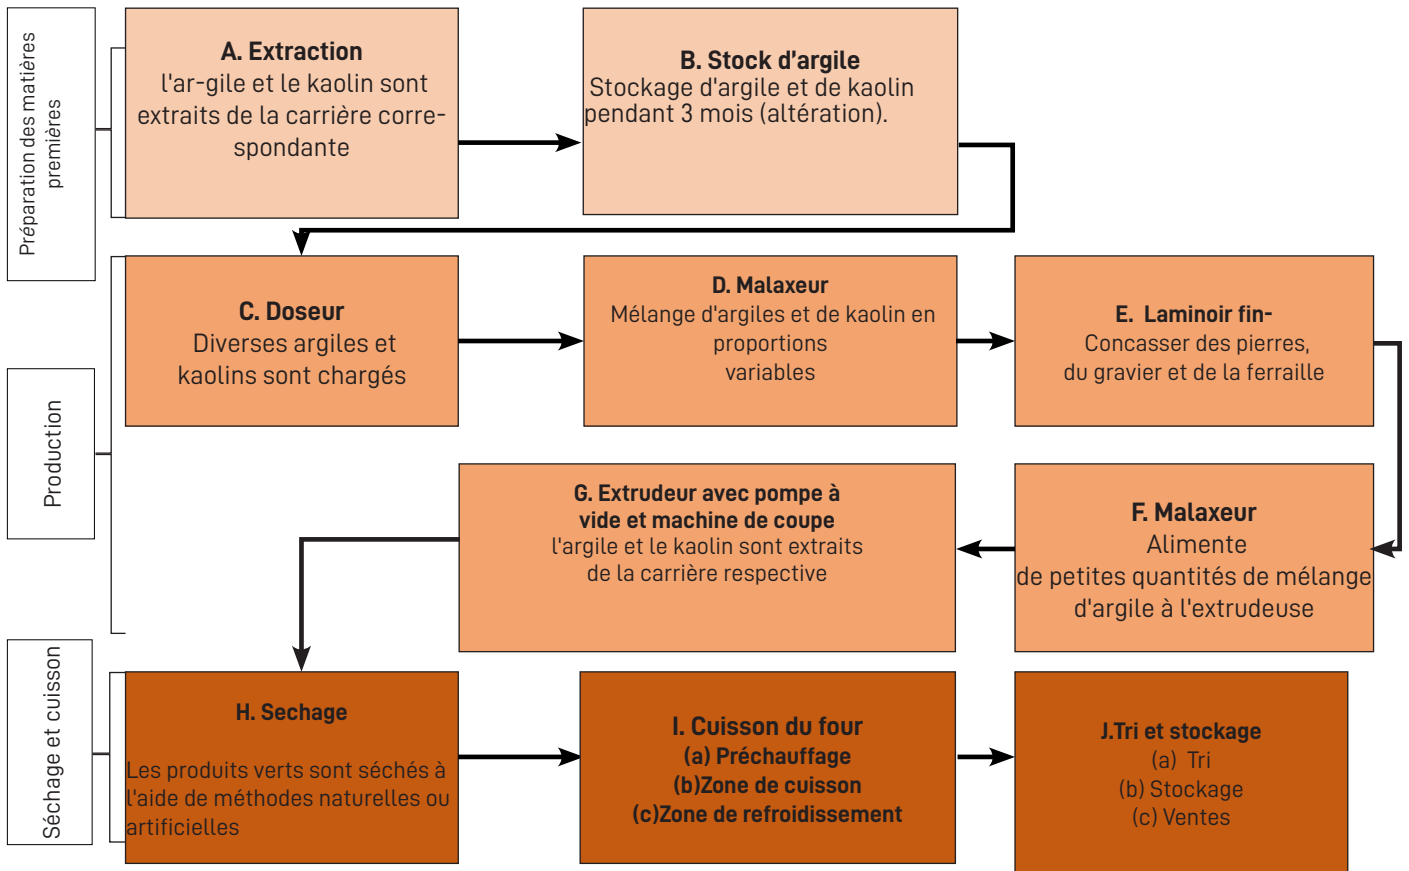 Préparation des matières
premières
A. Extraction
l'ar-gile et le kaolin sont
extraits de la carrière corre-
spondante
B. Stock d'argile
Stockage d'argile et de kaolin
pendant 3 mois (altération).
Production
C. Doseur
Diverses argiles et
kaolins sont chargés
D. Malaxeur
Mélange d'argiles et de kaolin en
proportions
variables
E. Laminoir fin-
Concasser des pierres,
du gravier et de la ferraille
F. Malaxeur
Alimente
de petites quantités de mélange
d'argile à l'extrudeuse
G. Extrudeur avec pompe à
vide et machine de coupe
l'argile et le kaolin sont extraits
de la carrière respective
Séchage et cuisson
H. Sechage
Les produits verts sont séchés à
l'aide de méthodes naturelles ou
artificielles
I. Cuisson du four
(a) Préchauffage
(b)Zone de cuisson
(c)Zone de refroidissement
J.Tri et stockage
(a) Tri
(b) Stockage
(c) Ventes